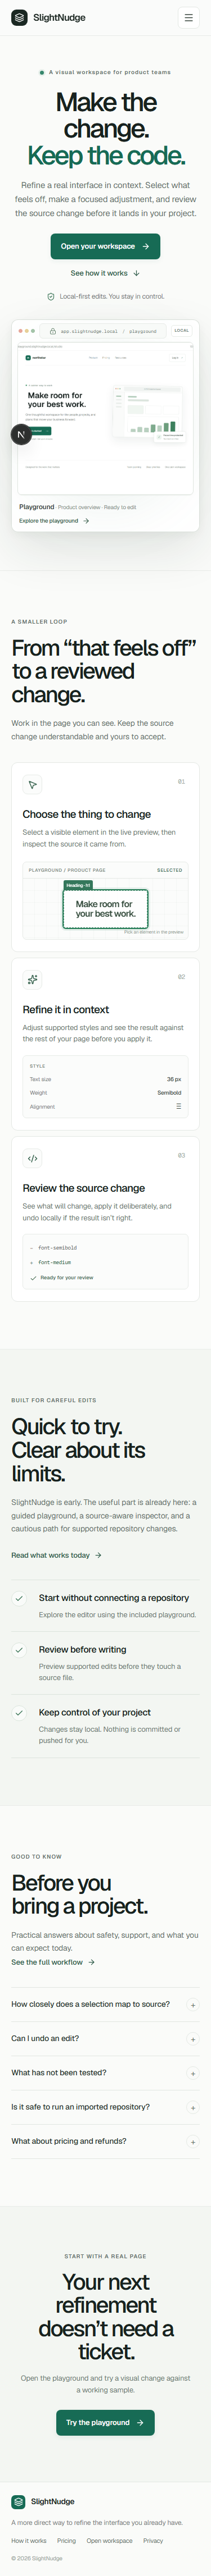 SlightNudge
A visual workspace for product teams
Make the
change.
Keep the code.
Refine a real interface in context. Select what
feels off, make a focused adjustment, and review
the source change before it lands in your project.
Open your workspace
See how it works
Local-first edits. You stay in control.
app.slightnudge.local / playground
LOCAL
Make room for
your best work.
N
Playground Product overview · Ready to edit
Explore the playground
A SMALLER LOOP
From “that feels off”
to a reviewed
change.
Work in the page you can see. Keep the source
change understandable and yours to accept.
01
Choose the thing to change
Select a visible element in the live preview, then
inspect the source it came from.
PLAYGROUND / PRODUCT PAGE
SELECTED
Heading · h1
Make room for
your best work.
Pick an element in the preview
02
Refine it in context
Adjust supported styles and see the result against
the rest of your page before you apply it.
STYLE
Text size
36 px
Weight
Semibold
Alignment
03
Review the source change
See what will change, apply it deliberately, and
undo locally if the result isn’t right.
− font-semibold
+ font-medium
Ready for your review
BUILT FOR CAREFUL EDITS
Quick to try.
Clear about its
limits.
SlightNudge is early. The useful part is already here: a
guided playground, a source-aware inspector, and a
cautious path for supported repository changes.
Read what works today
Start without connecting a repository
Explore the editor using the included playground.
Review before writing
Preview supported edits before they touch a
source file.
Keep control of your project
Changes stay local. Nothing is committed or
pushed for you.
GOOD TO KNOW
Before you
bring a project.
Practical answers about safety, support, and what you
can expect today.
See the full workflow
How closely does a selection map to source?
Can I undo an edit?
What has not been tested?
Is it safe to run an imported repository?
What about pricing and refunds?
START WITH A REAL PAGE
Your next
refinement
doesn’t need a
ticket.
Open the playground and try a visual change against
a working sample.
Try the playground
SlightNudge
A more direct way to refine the interface you already have.
How it works
Pricing
Open workspace
Privacy
© 2026 SlightNudge